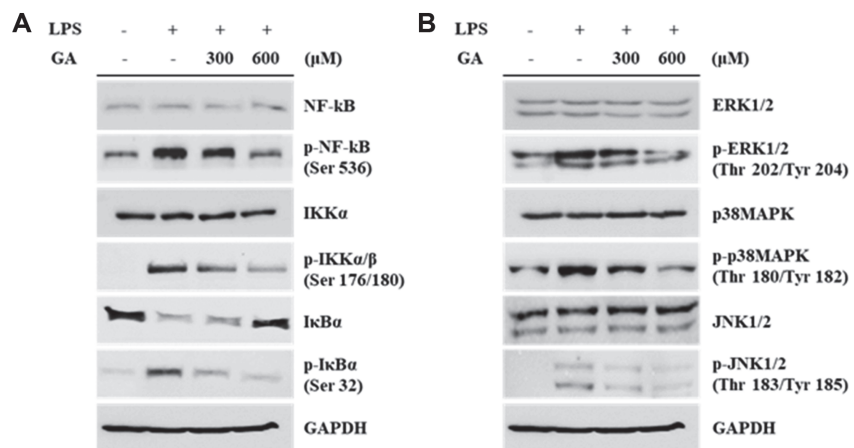 A
LPS - + + +
GA - - 300 600 (μM)
NF-kB
p-NF-kB
(Ser 536)
IKKα
p-IKKα/β
(Ser 176/180)
IκBα
p-IκBα
(Ser 32)
GAPDH
B
LPS - + + +
GA - - 300 600 (μM)
ERK1/2
p-ERK1/2
(Thr 202/Tyr 204)
p38MAPK
p-p38MAPK
(Thr 180/Tyr 182)
JNK1/2
p-JNK1/2
(Thr 183/Tyr 185)
GAPDH